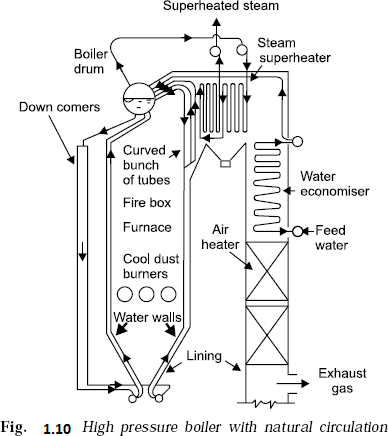 Superheated steam
Boiler
drum
Steam
superheater
Down comers
Curved
bunch
of tubes
Fire box
Furnace
Water
economiser
Air
heater
Feed
water
Cool dust
burners
Water walls
Lining
Exhaust
gas
Fig. 1.10 High pressure boiler with natural circulation